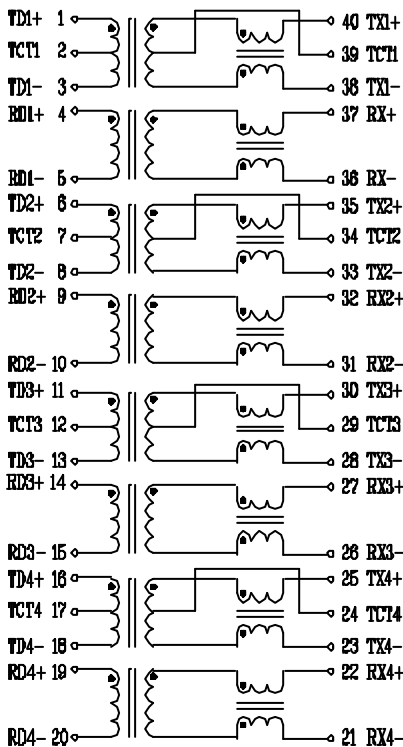 TD1+ 1 40 TX1+
TCT1 2 39 TCT1
TD1- 3 38 TX1-
RD1+ 4 37 RX+
RD1- 5 36 RX-
TD2+ 6 35 TX2+
TCT2 7 34 TCT2
TD2- 8 33 TX2-
RD2+ 9 32 RX2+
RD2- 10 31 RX2-
TD3+ 11 30 TX3+
TCT3 12 29 TCT3
TD3- 13 28 TX3-
RD3+ 14 27 RX3+
RD3- 15 26 RX3-
TD4+ 16 25 TX4+
TCT4 17 24 TCT4
TD4- 18 23 TX4-
RD4+ 19 22 RX4+
RD4- 20 21 RX4-